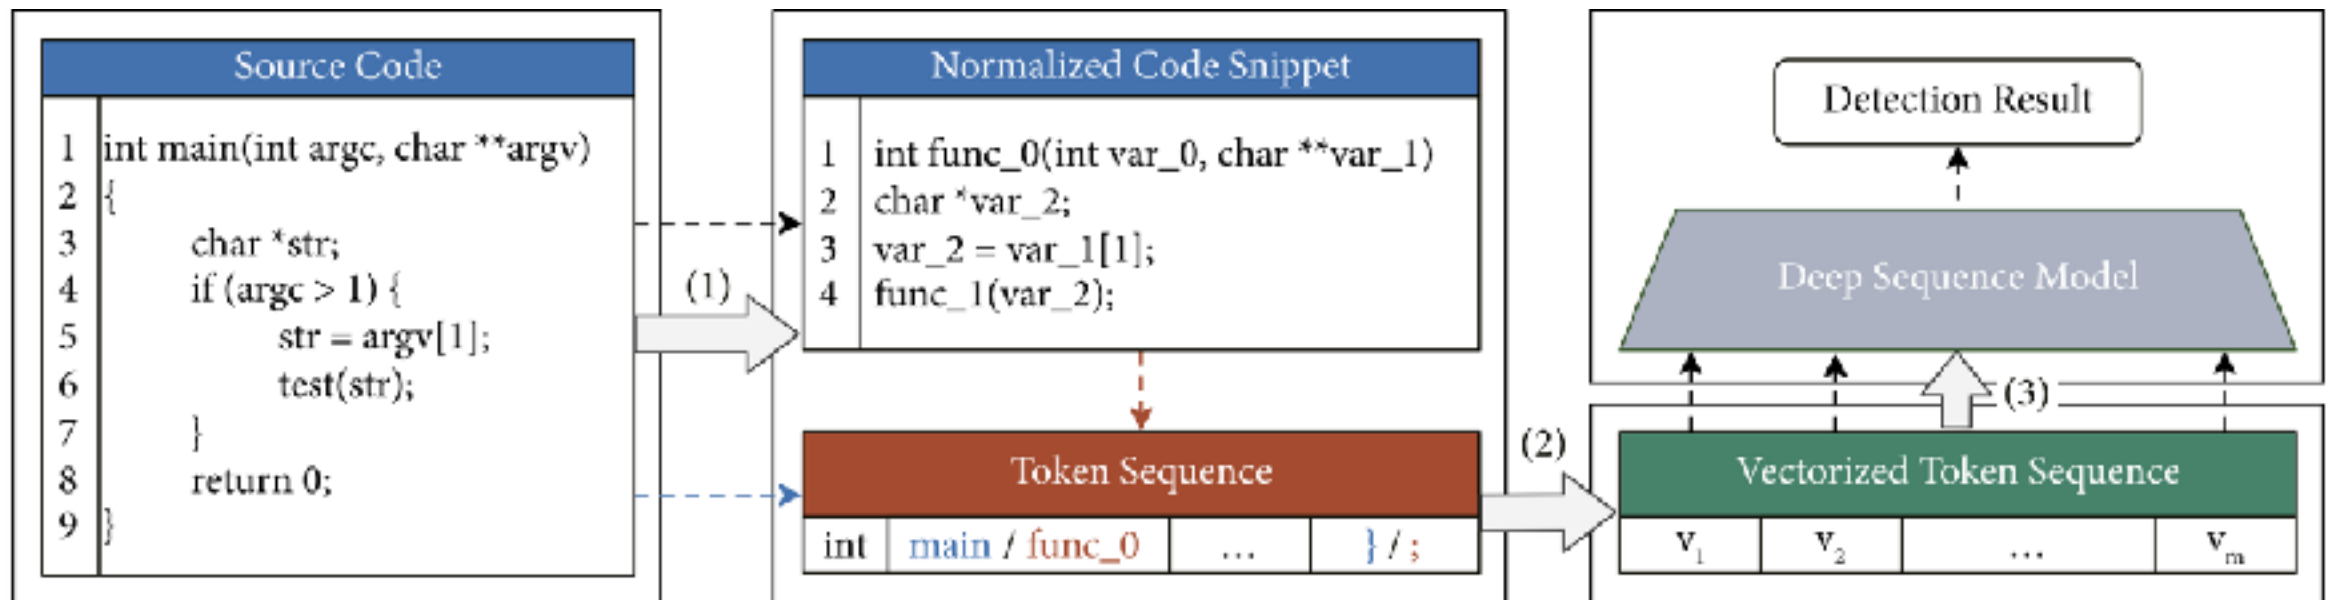 Source Code
1 int main(int argc, char **argv)
2 {
3 char *str;
4 if (argc > 1) {
5 str = argv[1];
6 test(str);
7 }
8 return 0;
9 }
(1)
Normalized Code Snippet
1 int func_0(int var_0, char **var_1)
2 char *var_2;
3 var_2 = var_1[1];
4 func_1(var_2);
Token Sequence
int main / func_0 ... } / ;
(2)
Detection Result
Deep Sequence Model
(3)
Vectorized Token Sequence
v1 v2 ... vm